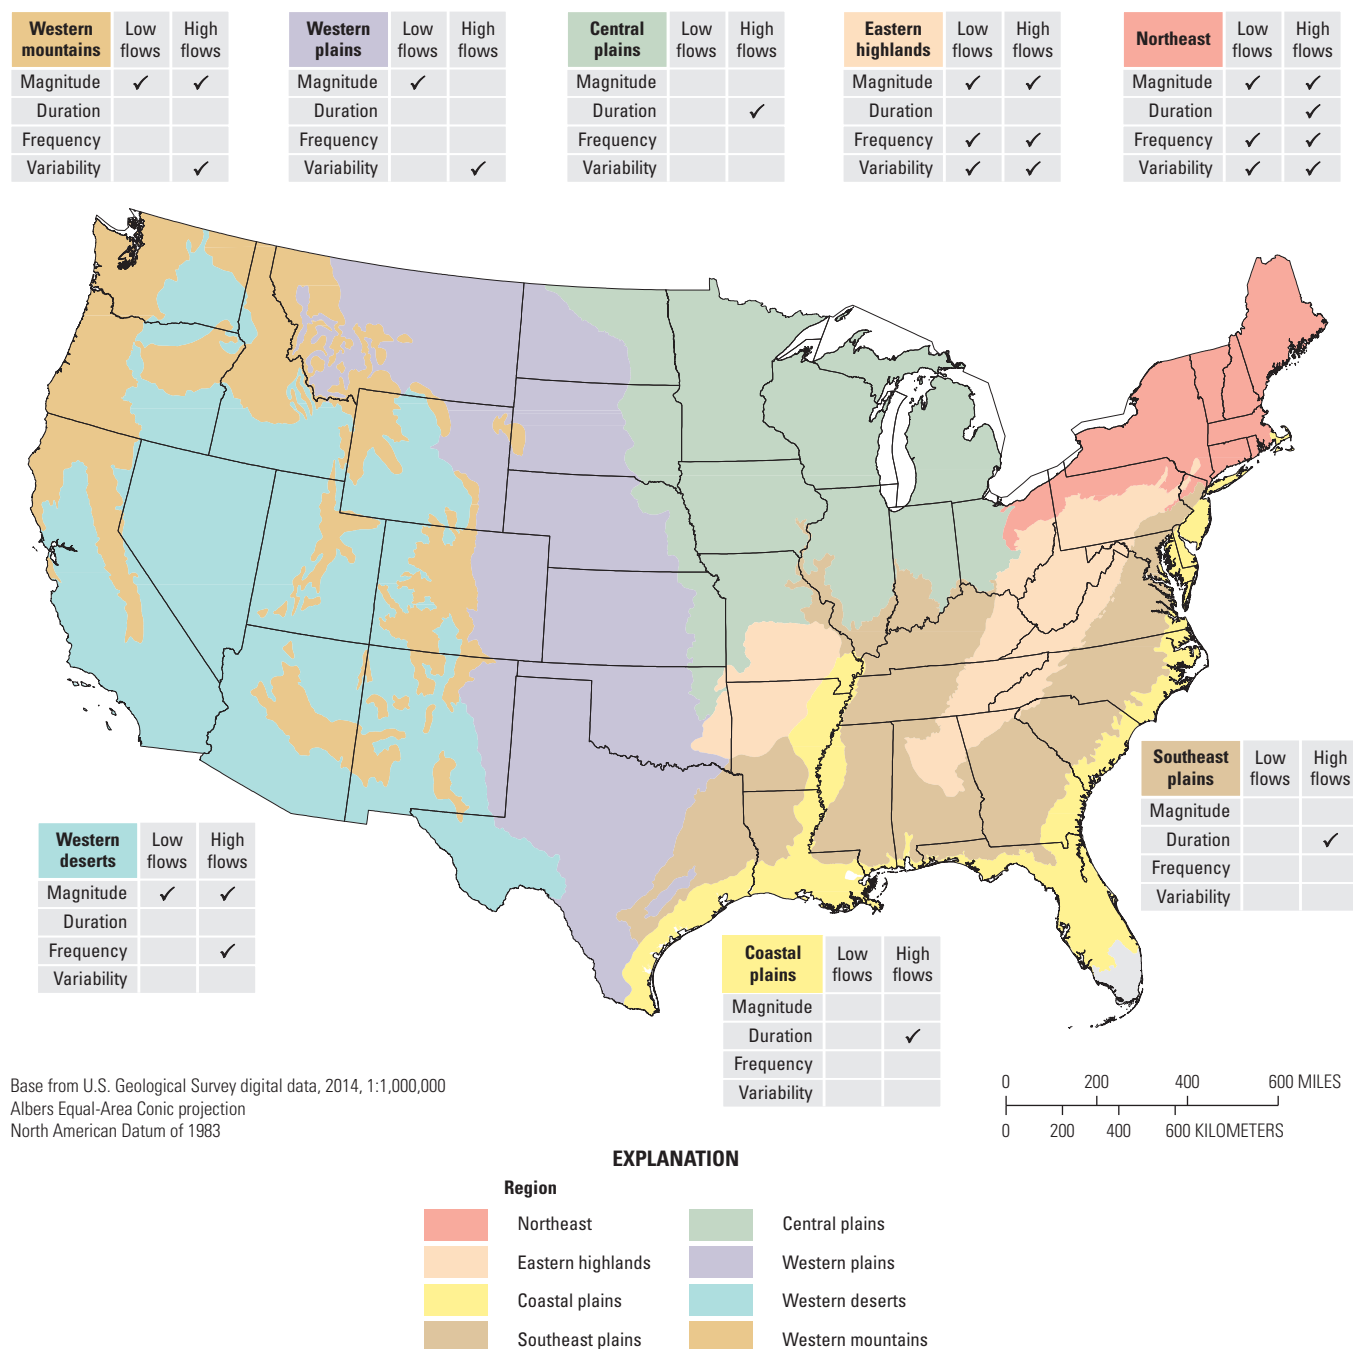 Western mountains Low flows High flows
Magnitude ✓ ✓
Duration
Frequency
Variability ✓
Western plains Low flows High flows
Magnitude ✓
Duration
Frequency
Variability ✓
Central plains Low flows High flows
Magnitude
Duration ✓
Frequency
Variability
Eastern highlands Low flows High flows
Magnitude ✓ ✓
Duration
Frequency ✓ ✓
Variability ✓ ✓
Northeast Low flows High flows
Magnitude ✓ ✓
Duration ✓
Frequency ✓ ✓
Variability ✓ ✓
Southeast plains Low flows High flows
Magnitude
Duration ✓
Frequency
Variability
Western deserts Low flows High flows
Magnitude ✓ ✓
Duration
Frequency ✓
Variability
Coastal plains Low flows High flows
Magnitude
Duration ✓
Frequency
Variability
Base from U.S. Geological Survey digital data, 2014, 1:1,000,000
Albers Equal-Area Conic projection
North American Datum of 1983
0 200 400 600 MILES
0 200 400 600 KILOMETERS
EXPLANATION
Region
Northeast
Eastern highlands
Coastal plains
Southeast plains
Central plains
Western plains
Western deserts
Western mountains